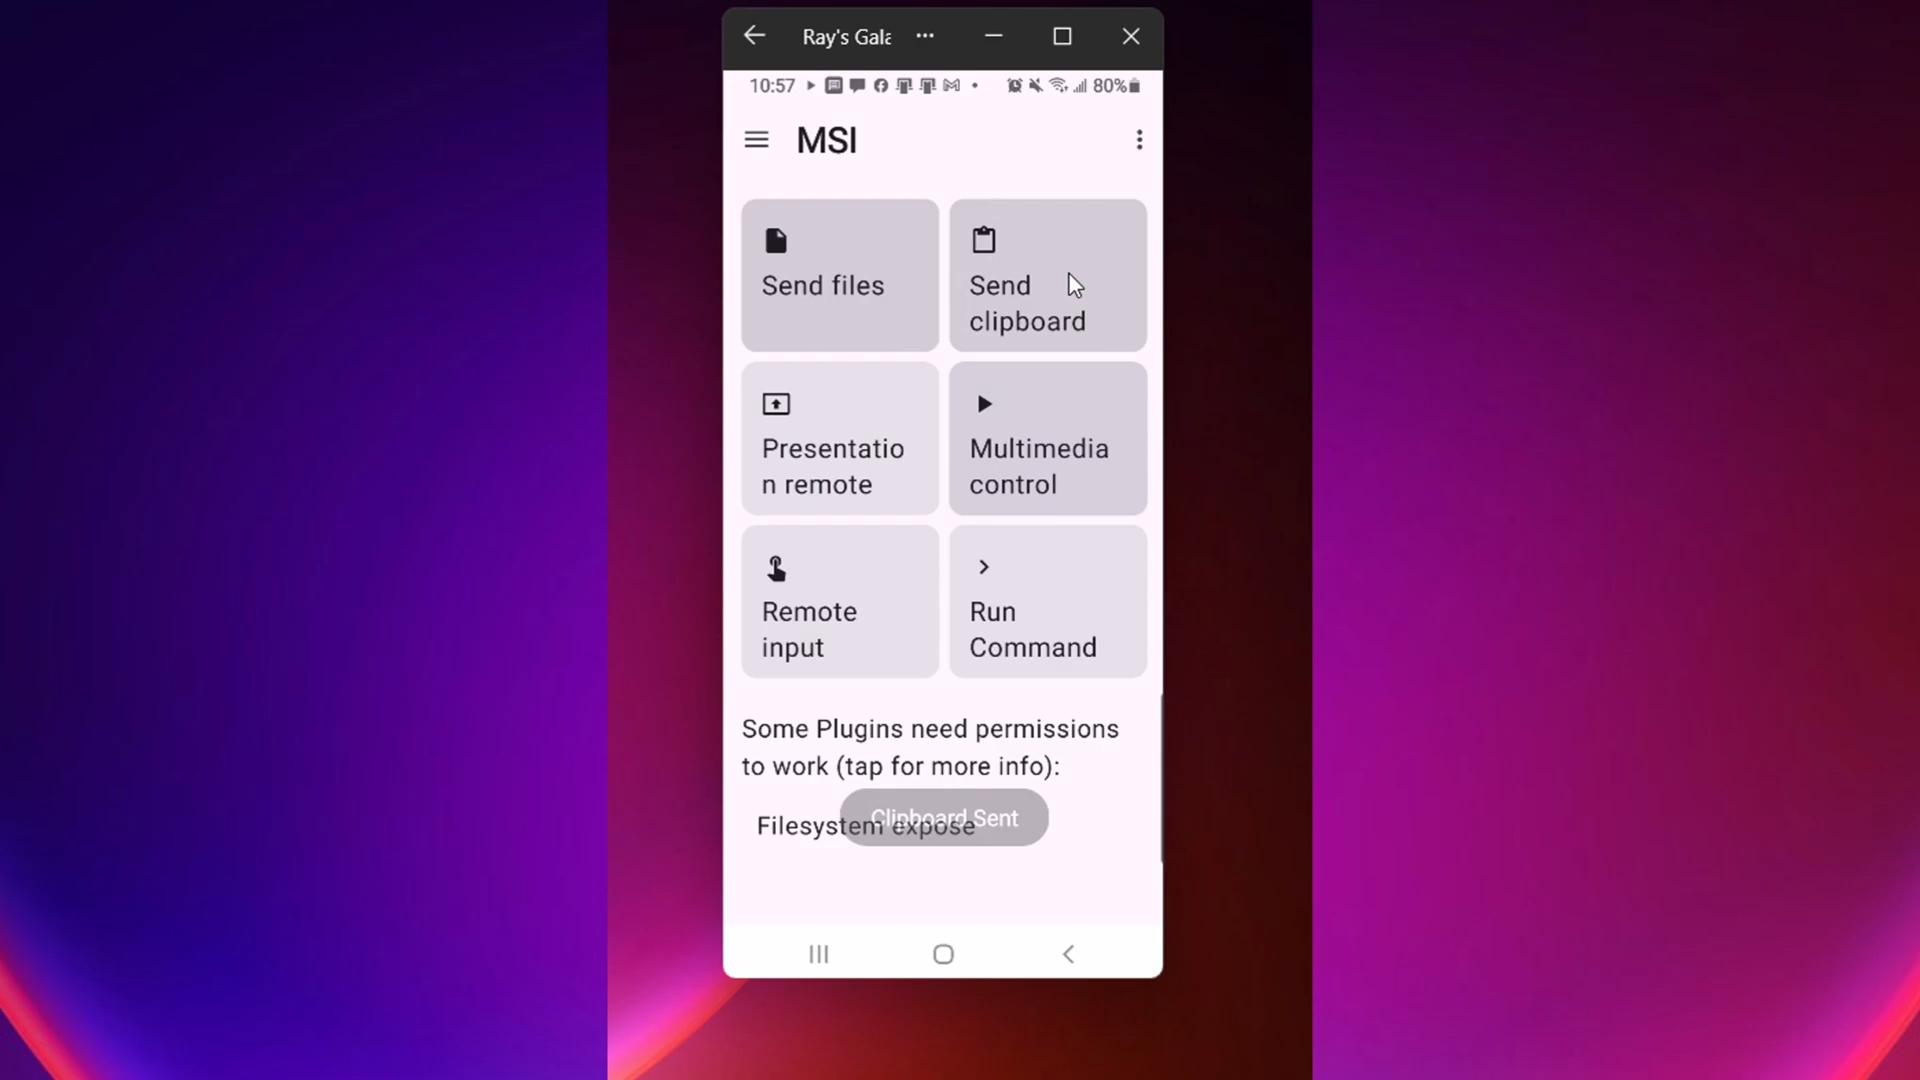 Ray's Gala
10:57
80%
MSI
Send files
Send
clipboard
Presentatio
n remote
Multimedia
control
Remote
input
Run
Command
Some Plugins need permissions
to work (tap for more info):
Clipboard Sent
Filesystem expose